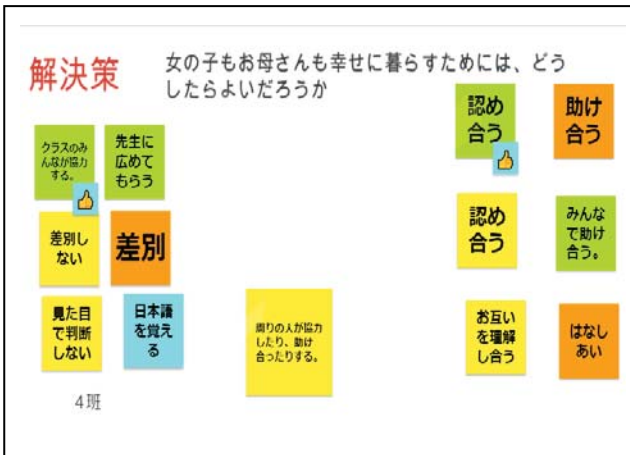 解決策
女の子もお母さんも幸せに暮らすためには、どう
したらよいだろうか
クラスのみ
んなが協力
する。
先生に
広めて
もらう
差別し
ない
差別
見た目
で判断
しない
日本語
を覚え
る
4班
周りの人が協力
したり、助け
合ったりする。
認め
合う
助け
合う
認め
合う
みんな
で助け
合う。
お互い
を理解
し合う
はなし
あい